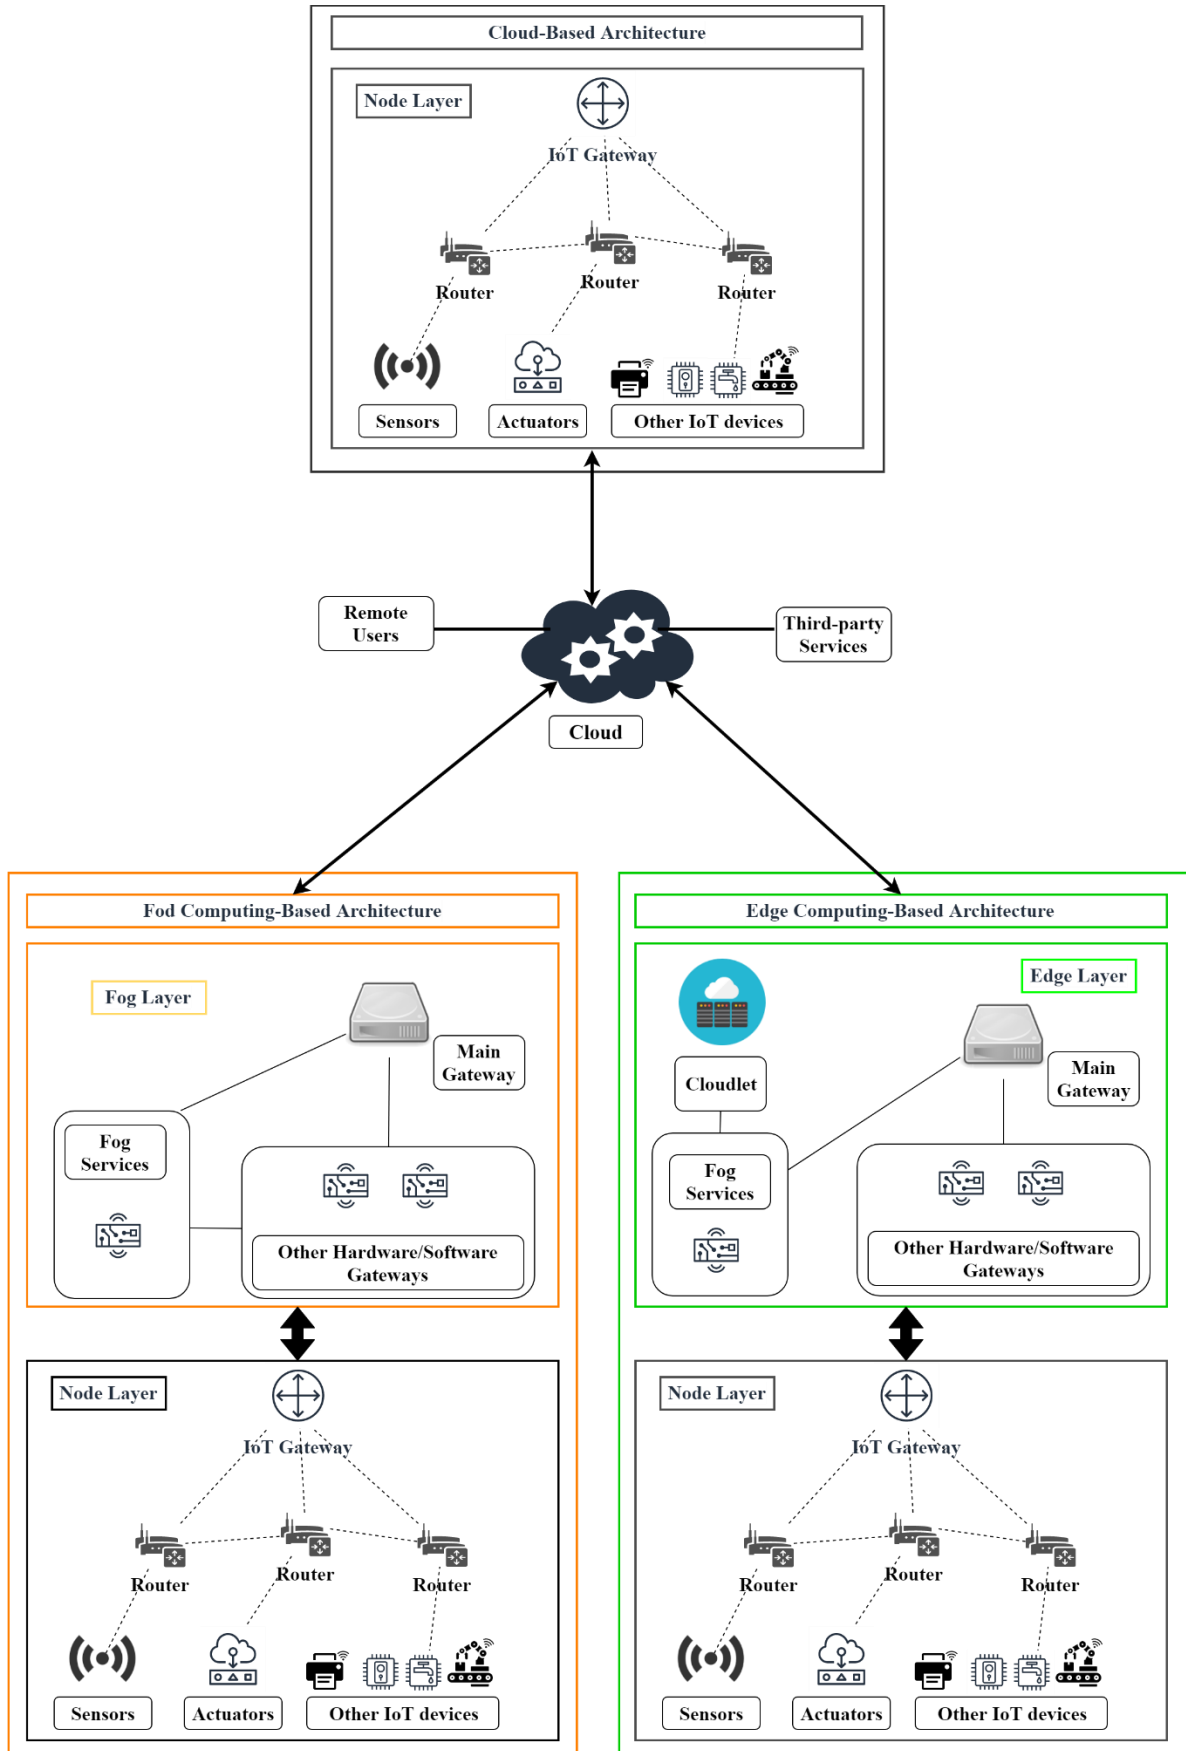 Cloud-Based Architecture
Node Layer
IoT Gateway
Router
Router
Router
Sensors
Actuators
Other IoT devices
Remote
Users
Third-party
Services
Cloud
Fod Computing-Based Architecture
Fog Layer
Main
Gateway
Fog
Services
Other Hardware/Software
Gateways
Node Layer
IoT Gateway
Router
Router
Router
Sensors
Actuators
Other IoT devices
Edge Computing-Based Architecture
Edge Layer
Cloudlet
Main
Gateway
Fog
Services
Other Hardware/Software
Gateways
Node Layer
IoT Gateway
Router
Router
Router
Sensors
Actuators
Other IoT devices